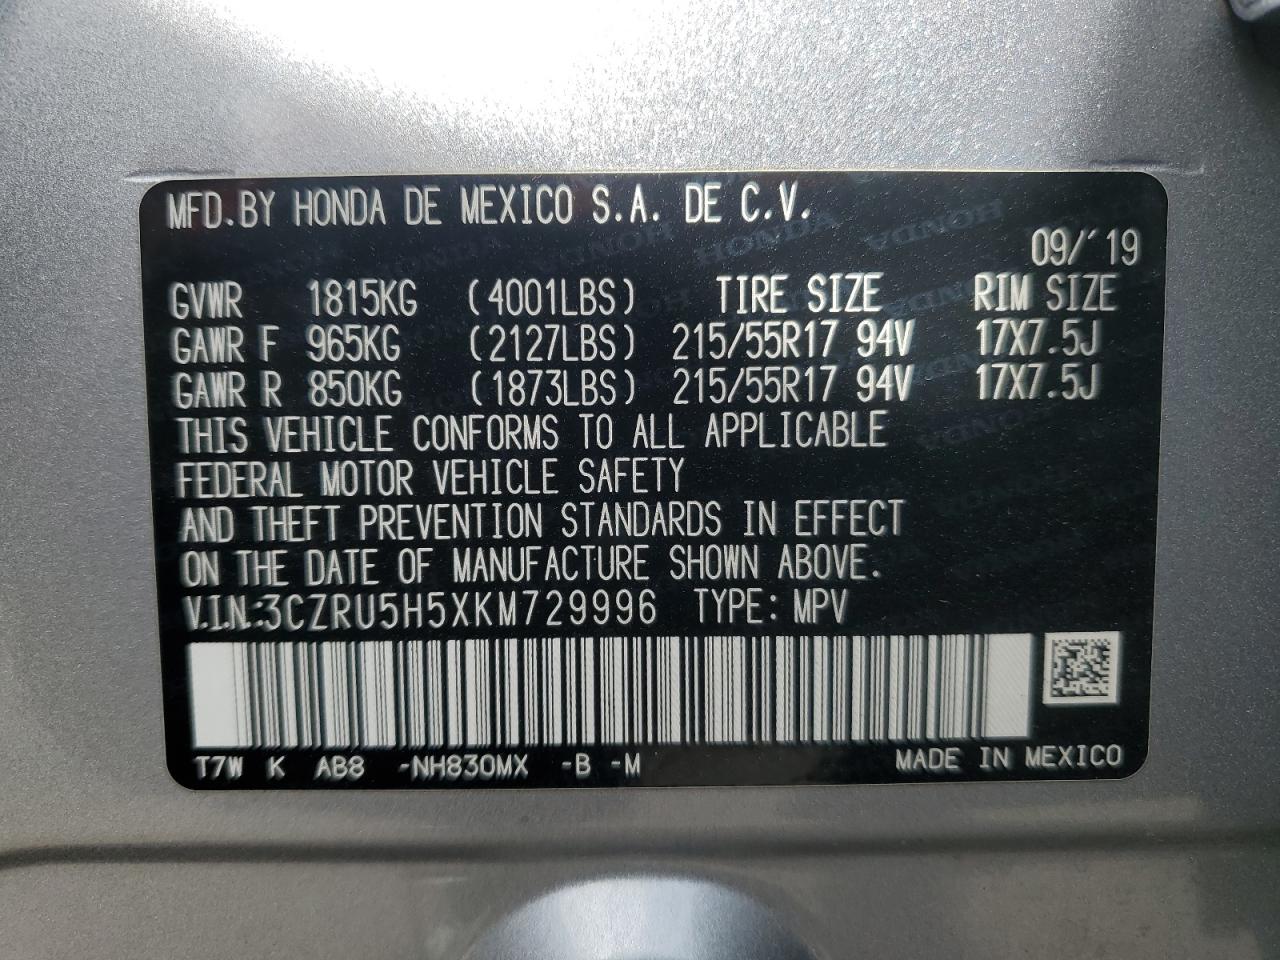 MFD.BY HONDA DE MEXICO S.A. DE C.V.
09/'19
GVWR 1815KG (4001LBS) TIRE SIZE RIM SIZE
GAWR F 965KG (2127LBS) 215/55R17 94V 17X7.5J
GAWR R 850KG (1873LBS) 215/55R17 94V 17X7.5J
THIS VEHICLE CONFORMS TO ALL APPLICABLE
FEDERAL MOTOR VEHICLE SAFETY
AND THEFT PREVENTION STANDARDS IN EFFECT
ON THE DATE OF MANUFACTURE SHOWN ABOVE.
V.I.N:3CZRU5H5XKM729996 TYPE: MPV
T7W K AB8 -NH830MX -B -M MADE IN MEXICO